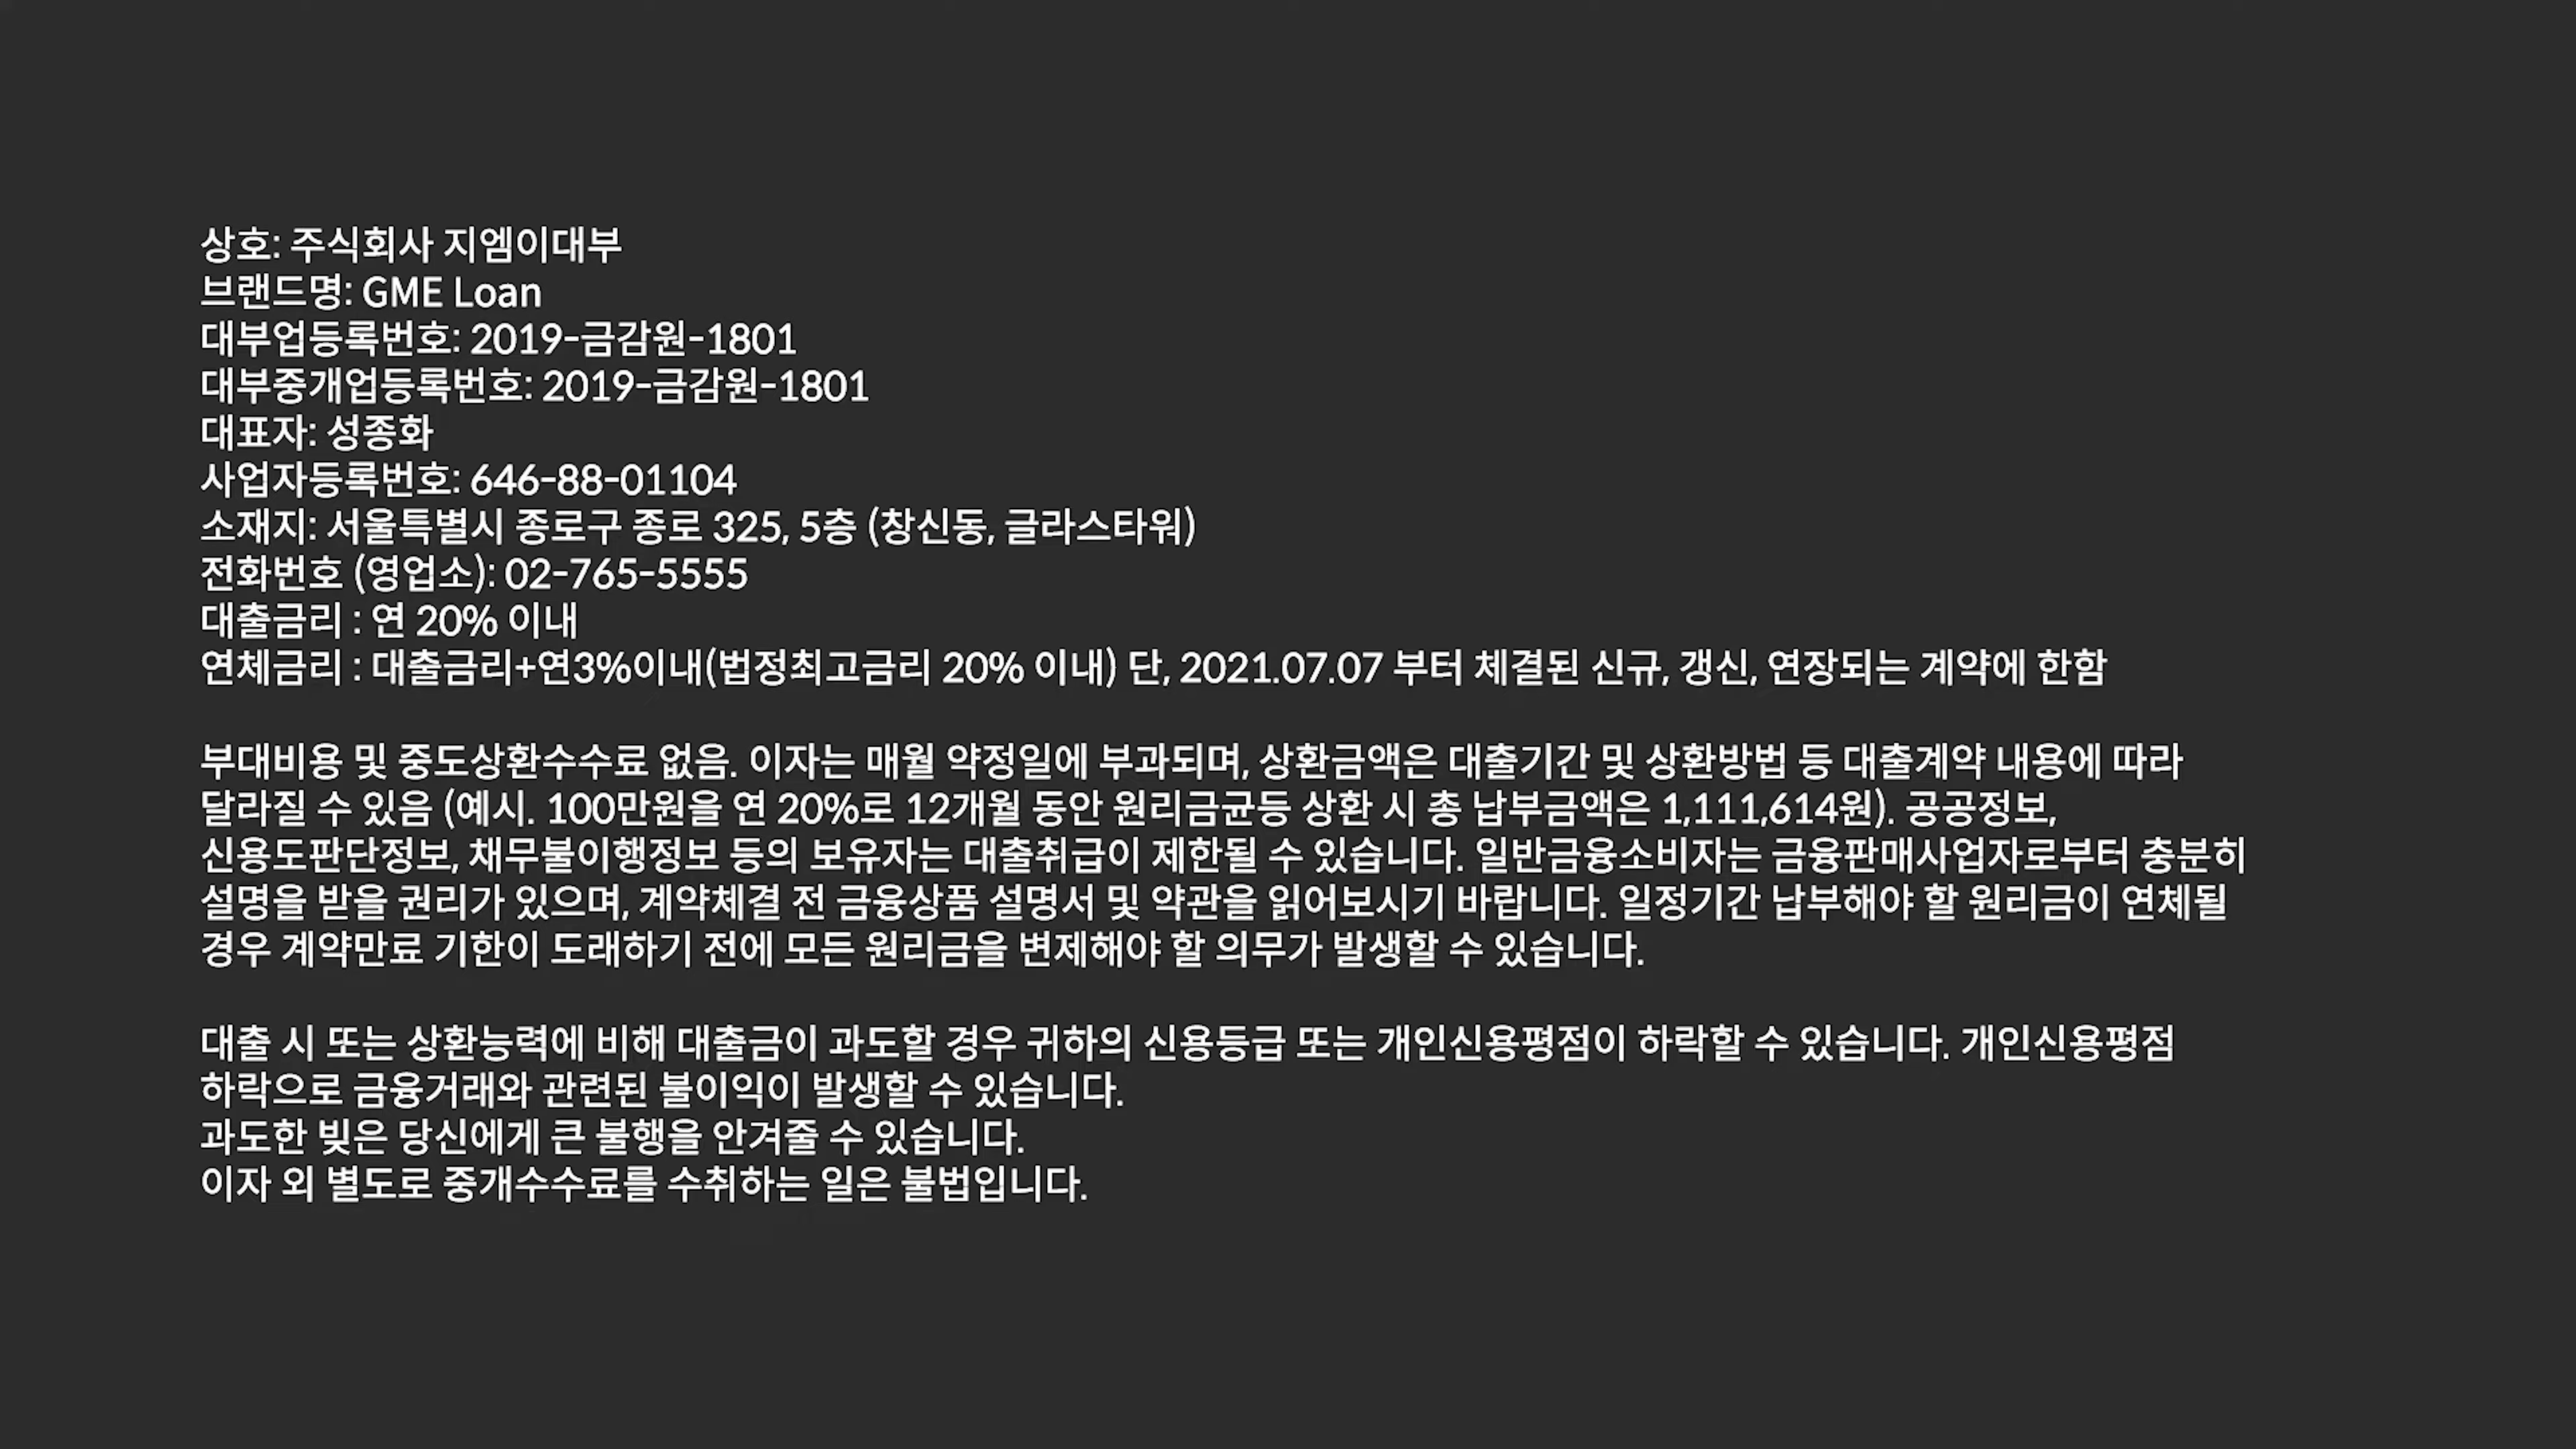 상호: 주식회사 지엠이대부
브랜드명: GME Loan
대부업등록번호: 2019-금감원-1801
대부중개업등록번호: 2019-금감원-1801
대표자: 성종화
사업자등록번호: 646-88-01104
소재지: 서울특별시 종로구 종로 325, 5층 (창신동, 글라스타워)
전화번호 (영업소): 02-765-5555
대출금리 : 연 20% 이내
연체금리 : 대출금리+연3%이내(법정최고금리 20% 이내) 단, 2021.07.07 부터 체결된 신규, 갱신, 연장되는 계약에 한함
부대비용 및 중도상환수수료 없음. 이자는 매월 약정일에 부과되며, 상환금액은 대출기간 및 상환방법 등 대출계약 내용에 따라
달라질 수 있음 (예시. 100만원을 연 20%로 12개월 동안 원리금균등 상환 시 총 납부금액은 1,111,614원). 공공정보,
신용도판단정보, 채무불이행정보 등의 보유자는 대출취급이 제한될 수 있습니다. 일반금융소비자는 금융판매사업자로부터 충분히
설명을 받을 권리가 있으며, 계약체결 전 금융상품 설명서 및 약관을 읽어보시기 바랍니다. 일정기간 납부해야 할 원리금이 연체될
경우 계약만료 기한이 도래하기 전에 모든 원리금을 변제해야 할 의무가 발생할 수 있습니다.
대출 시 또는 상환능력에 비해 대출금이 과도할 경우 귀하의 신용등급 또는 개인신용평점이 하락할 수 있습니다. 개인신용평점
하락으로 금융거래와 관련된 불이익이 발생할 수 있습니다.
과도한 빚은 당신에게 큰 불행을 안겨줄 수 있습니다.
이자 외 별도로 중개수수료를 수취하는 일은 불법입니다.